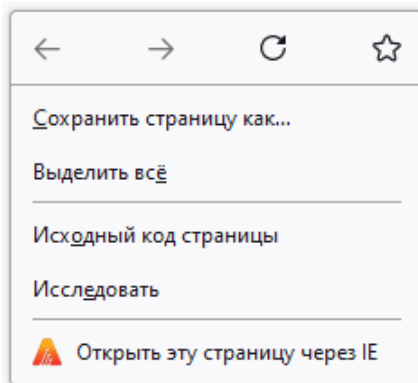 Сохранить страницу как...
Выделить всё
Исходный код страницы
Исследовать
Открыть эту страницу через IE